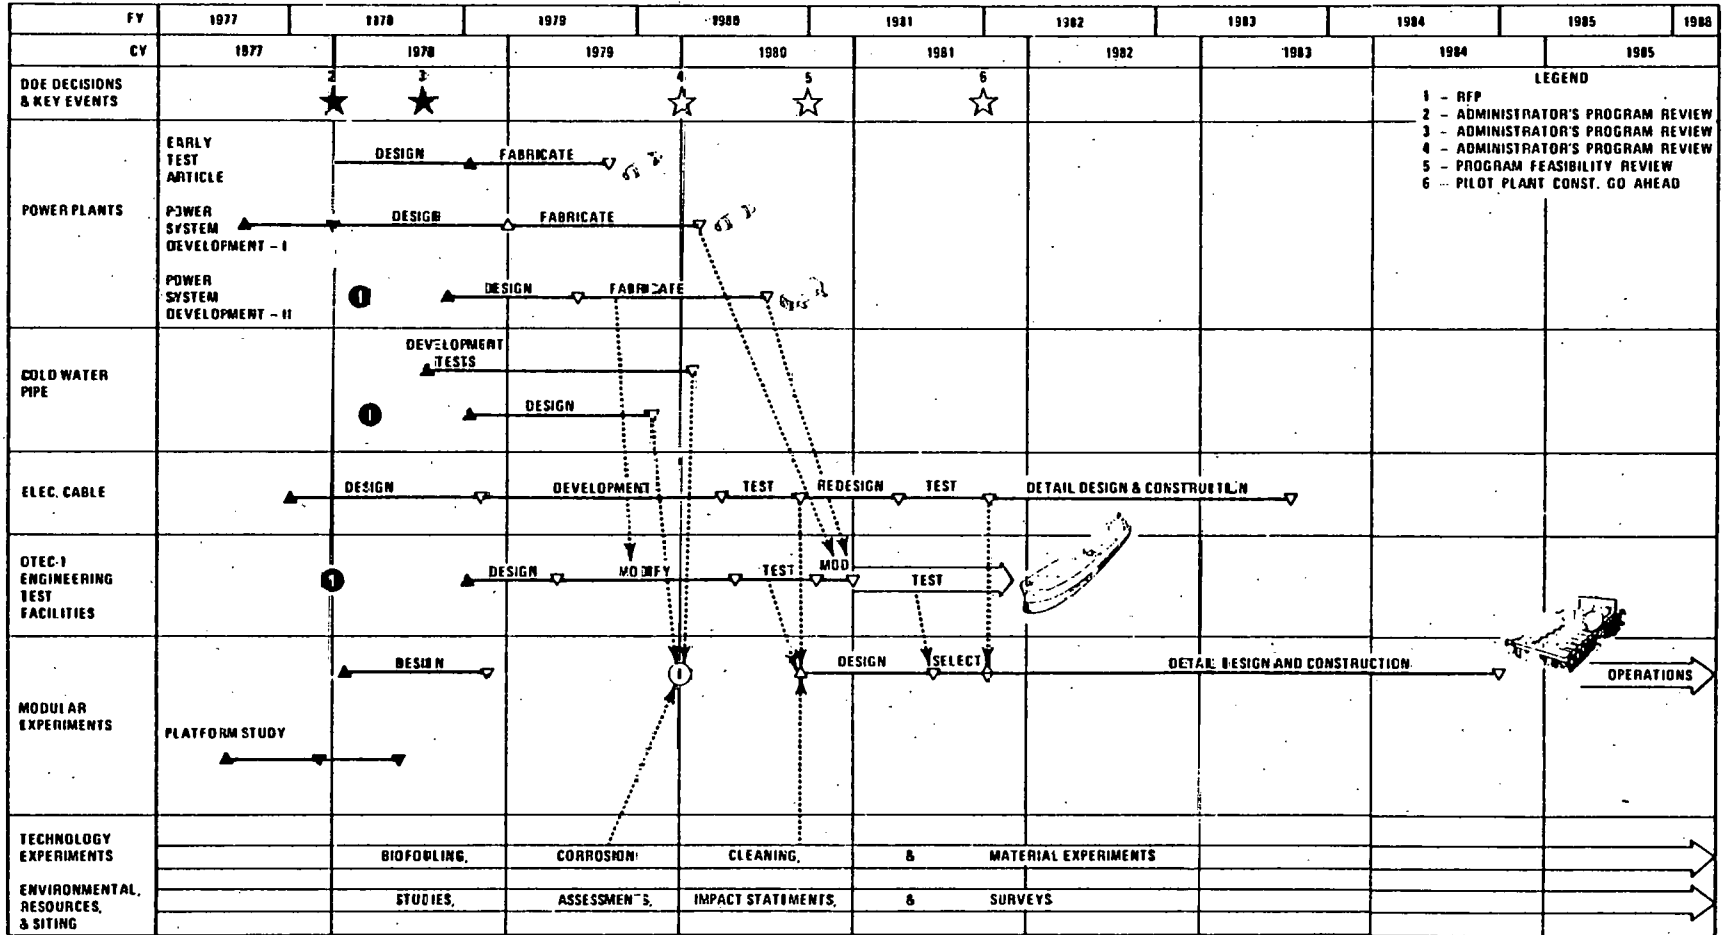 FY 1977 1978 1979 1980 1981 1982 1983 1984 1985 1988
CY 1977 1978 1979 1980 1981 1982 1983 1984 1985
DOE DECISIONS
& KEY EVENTS
2 3 4 5 6
LEGEND
1 - RFP
2 - ADMINISTRATOR'S PROGRAM REVIEW
3 - ADMINISTRATOR'S PROGRAM REVIEW
4 - ADMINISTRATOR'S PROGRAM REVIEW
5 - PROGRAM FEASIBILITY REVIEW
6 - PILOT PLANT CONST. GO AHEAD
POWER PLANTS
EARLY
TEST
ARTICLE
DESIGN FABRICATE
POWER
SYSTEM
DEVELOPMENT - I
DESIGN FABRICATE
POWER
SYSTEM
DEVELOPMENT - II
1 DESIGN FABRICATE
COLD WATER
PIPE
DEVELOPMENT
TESTS
1 DESIGN
ELEC. CABLE
DESIGN DEVELOPMENT TEST REDESIGN TEST DETAIL DESIGN & CONSTRUCTION
OTEC-1
ENGINEERING
TEST
FACILITIES
1 DESIGN MODIFY TEST MOD TEST
MODULAR
EXPERIMENTS
DESIGN 1 DESIGN SELECT DETAIL DESIGN AND CONSTRUCTION OPERATIONS
PLATFORM STUDY
TECHNOLOGY
EXPERIMENTS
BIOFOULING, CORROSION, CLEANING, & MATERIAL EXPERIMENTS
ENVIRONMENTAL,
RESOURCES,
& SITING
STUDIES, ASSESSMENTS, IMPACT STATEMENTS, & SURVEYS